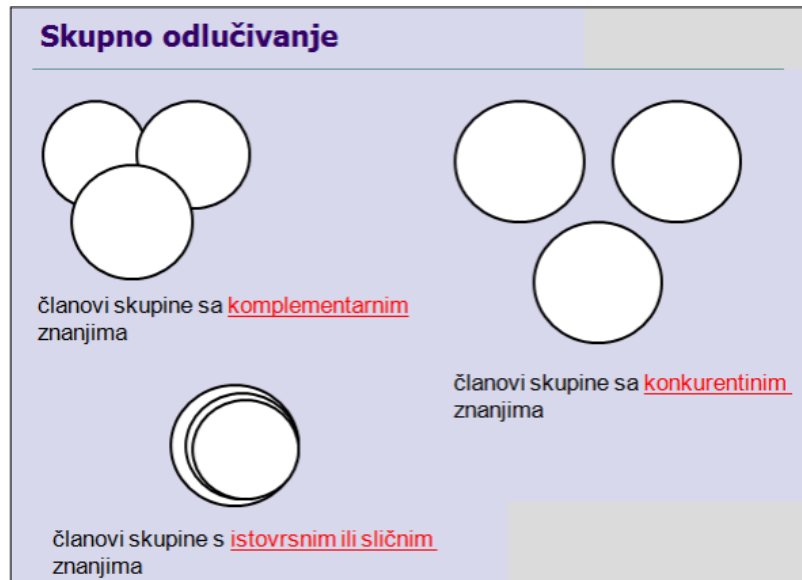 Skupno odlučivanje
članovi skupine sa komplementarnim
znanjima
članovi skupine sa konkurentinim
znanjima
članovi skupine s istovrsnim ili sličnim
znanjima